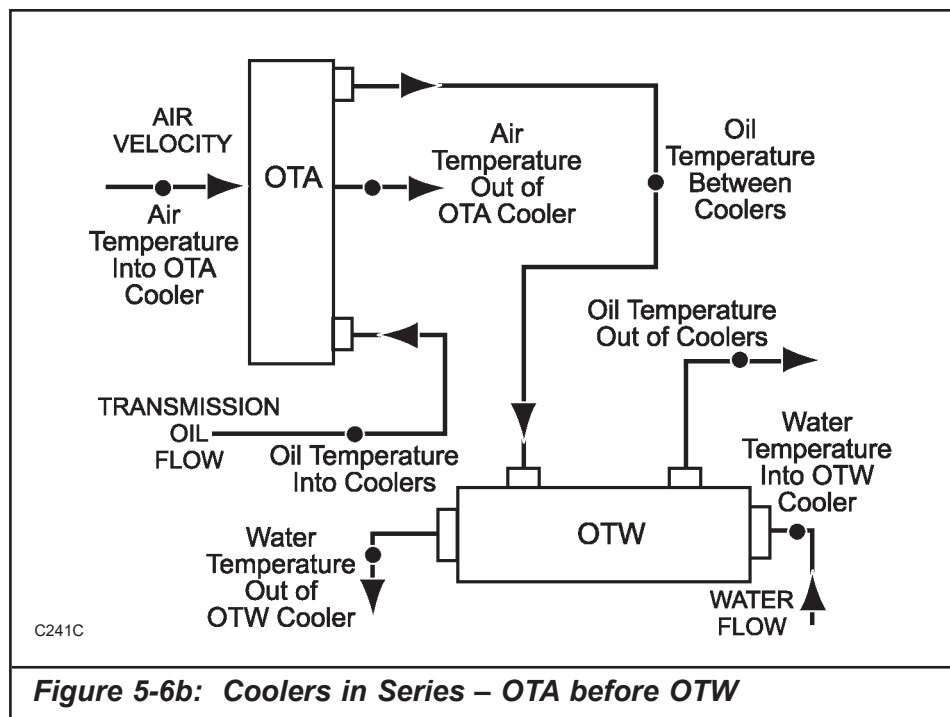 AIR
VELOCITY
Air
Temperature
Into OTA
Cooler
OTA
Air
Temperature
Out of
OTA Cooler
Oil
Temperature
Between
Coolers
Oil Temperature
Out of Coolers
TRANSMISSION
OIL
FLOW
Oil Temperature
Into Coolers
Water
Temperature
Into OTW
Cooler
OTW
Water
Temperature
Out of
OTW Cooler
WATER
FLOW
C241C
Figure 5-6b: Coolers in Series – OTA before OTW